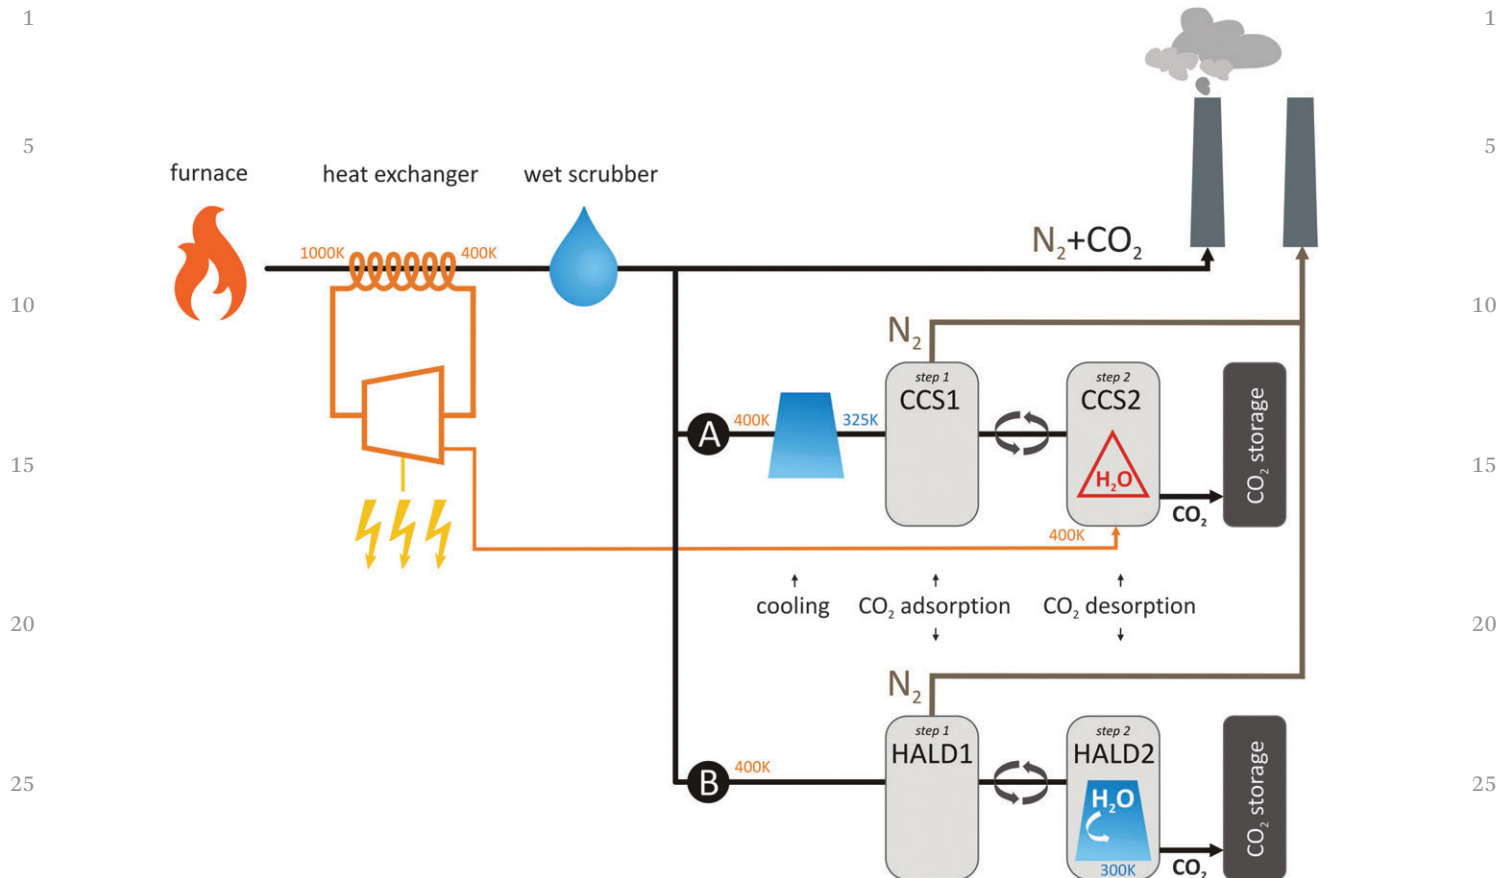 1 1
5 5
furnace heat exchanger wet scrubber
N₂+CO₂
1000K 400K
10 10
N₂
step 1 step 2
CCS1 CCS2
A 400K 325K
15 15
H₂O
CO₂ storage
CO₂
400K
cooling CO₂ adsorption CO₂ desorption
20 20
N₂
step 1 step 2
HALD1 HALD2
B 400K
25 25
H₂O
CO₂ storage
300K CO₂